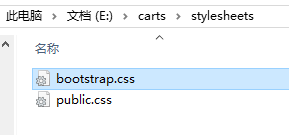 此电脑 > 文档 (E:) > carts > stylesheets
名称
bootstrap.css
public.css